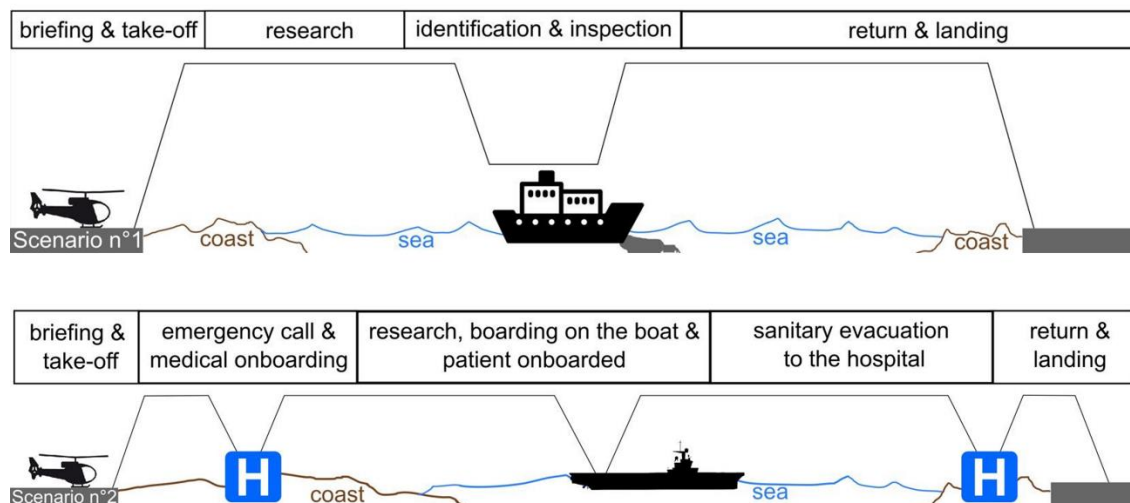 briefing & take-off
research
identification & inspection
return & landing
Scenario n°1
coast
sea
sea
coast
briefing &
take-off
emergency call &
medical onboarding
research, boarding on the boat &
patient onboarded
sanitary evacuation
to the hospital
return &
landing
Scenario n°2
H
coast
sea
H